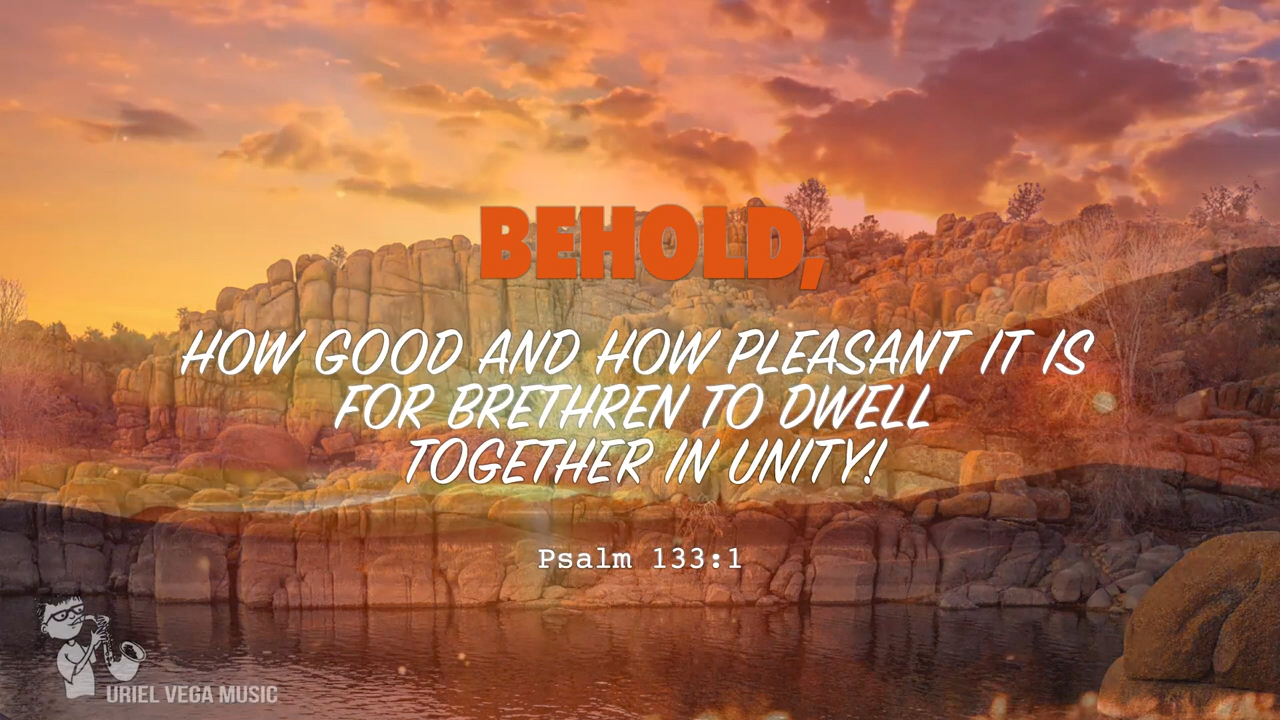 BEHOLD,
HOW GOOD AND HOW PLEASANT IT IS
FOR BRETHREN TO DWELL
TOGETHER IN UNITY!
Psalm 133:1
URIEL VEGA MUSIC